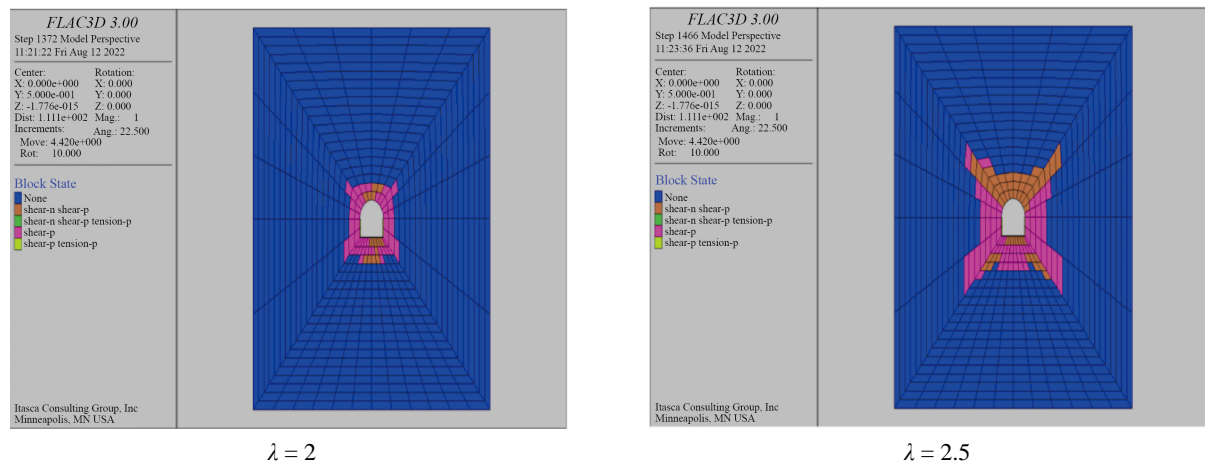 FLAC3D 3.00
Step 1372 Model Perspective
11:21:22 Fri Aug 12 2022
Center: Rotation:
X: 0.000e+000 X: 0.000
Y: 5.000e-001 Y: 0.000
Z: -1.776e-015 Z: 0.000
Dist: 1.111e+002 Mag.: 1
Increments: Ang.: 22.500
Move: 4.420e+000
Rot: 10.000
Block State
None
shear-n shear-p
shear-n shear-p tension-p
shear-p
shear-p tension-p
Itasca Consulting Group, Inc
Minneapolis, MN USA
λ = 2
FLAC3D 3.00
Step 1466 Model Perspective
11:23:36 Fri Aug 12 2022
Center: Rotation:
X: 0.000e+000 X: 0.000
Y: 5.000e-001 Y: 0.000
Z: -1.776e-015 Z: 0.000
Dist: 1.111e+002 Mag.: 1
Increments: Ang.: 22.500
Move: 4.420e+000
Rot: 10.000
Block State
None
shear-n shear-p
shear-n shear-p tension-p
shear-p
shear-p tension-p
Itasca Consulting Group, Inc
Minneapolis, MN USA
λ = 2.5